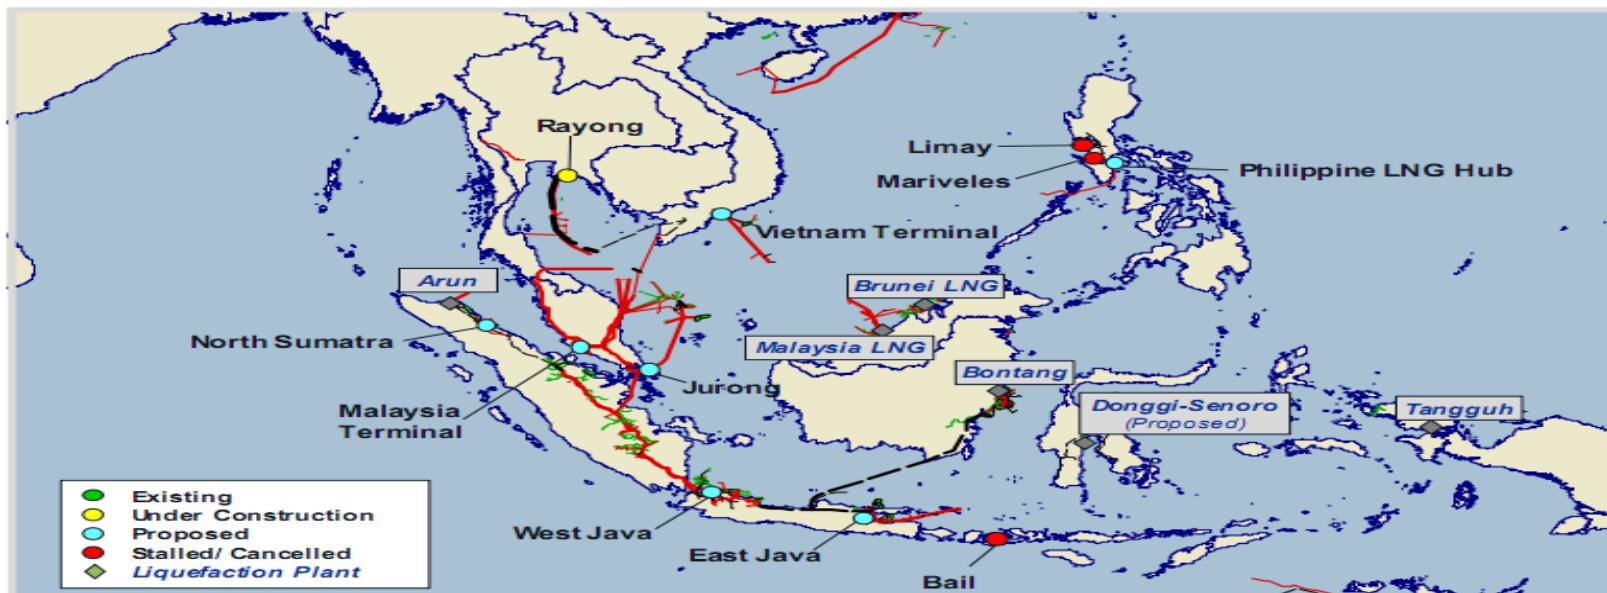 Rayong
Limay
Mariveles
Philippine LNG Hub
Vietnam Terminal
Arun
Brunei LNG
North Sumatra
Malaysia LNG
Bontang
Jurong
Malaysia
Terminal
Donggi-Senoro
(Proposed)
Tangguh
Existing
Under Construction
Proposed
Stalled/ Cancelled
Liquefaction Plant
West Java
East Java
Bail